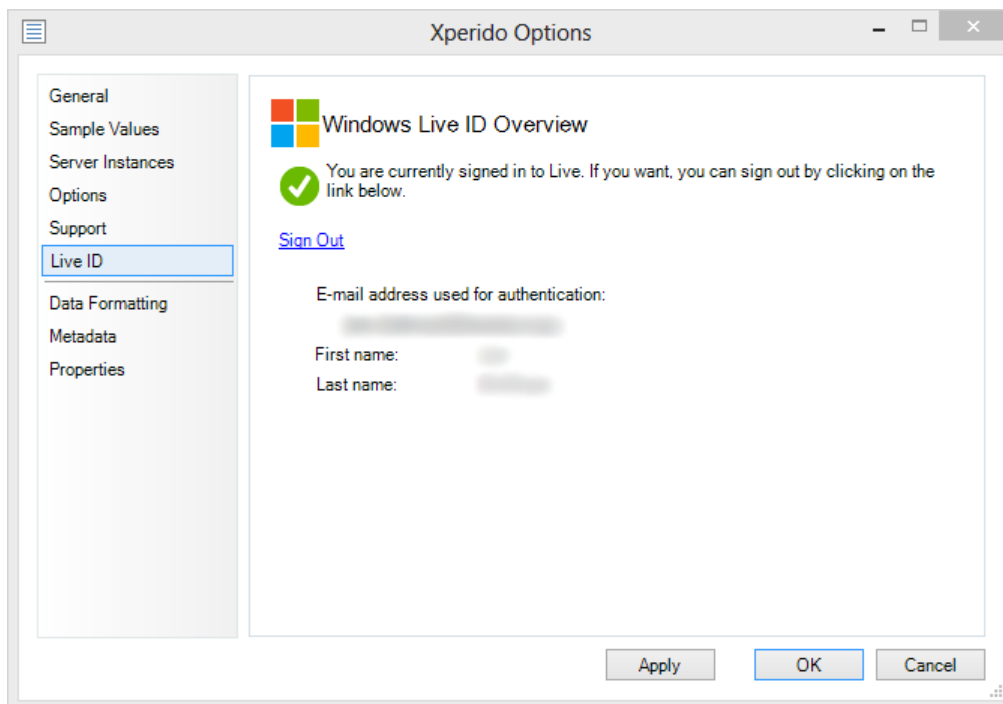 Xperido Options
General
Sample Values
Server Instances
Options
Support
Live ID
Data Formatting
Metadata
Properties
Windows Live ID Overview
You are currently signed in to Live. If you want, you can sign out by clicking on the
link below.
Sign Out
E-mail address used for authentication:
First name:
Last name:
Apply
OK
Cancel